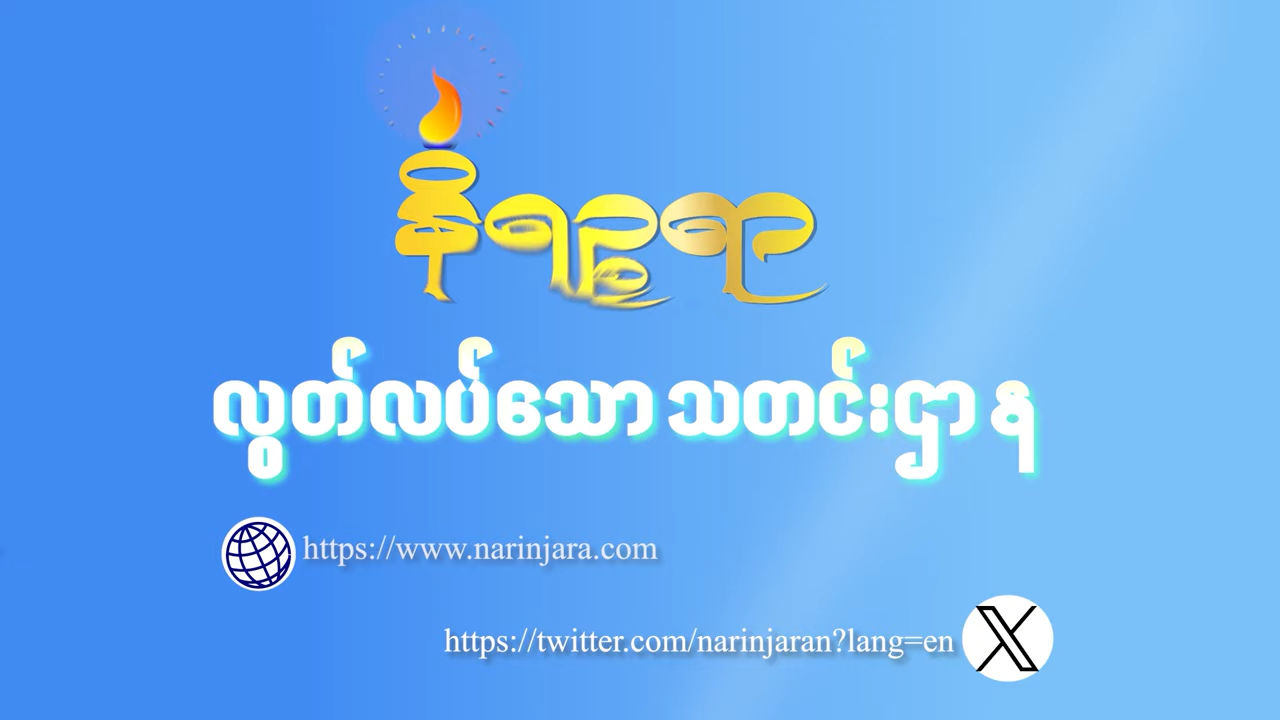 နိရဉ္စရာ
လွတ်လပ်သော သတင်းဌာ န
https://www.narinjara.com
https://twitter.com/narinjaran?lang=en